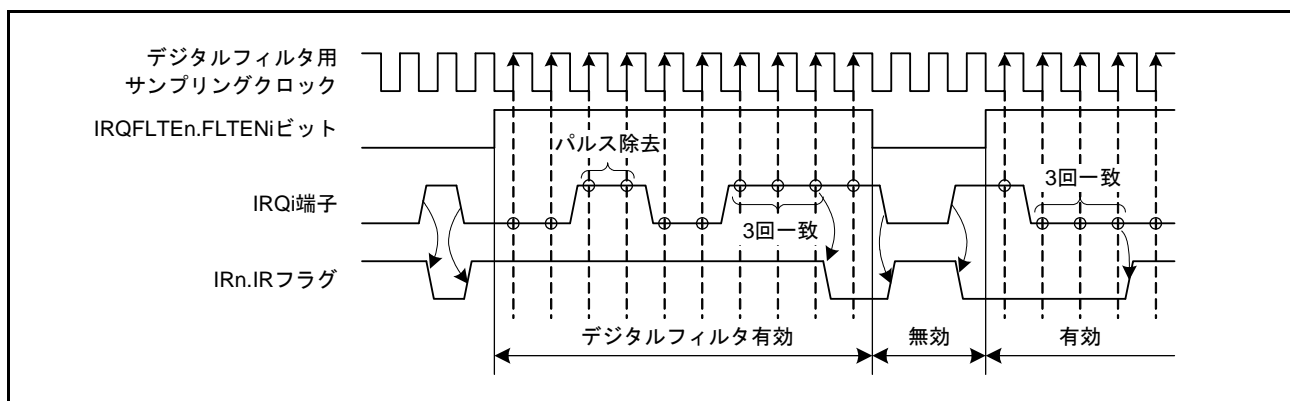 デジタルフィルタ用
サンプリングクロック
IRQFLTEn.FLTENiビット
パルス除去
IRQi端子
3回一致
3回一致
IRn.IRフラグ
デジタルフィルタ有効
無効
有効